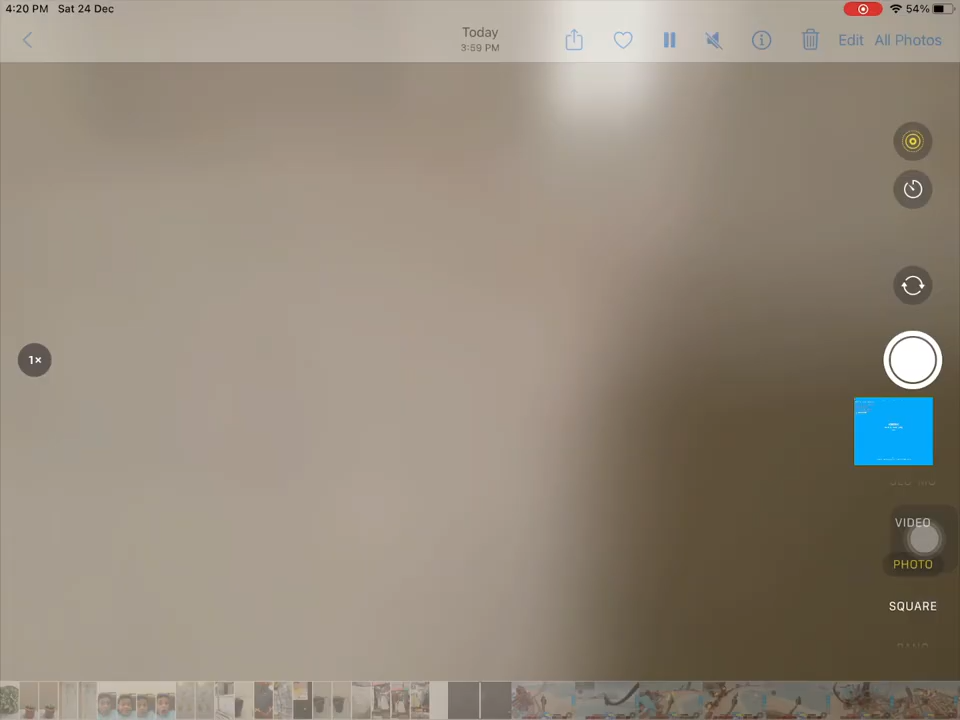 4:20 PM Sat 24 Dec
54%
Today
3:59 PM
Edit All Photos
1×
VIDEO
PHOTO
SQUARE